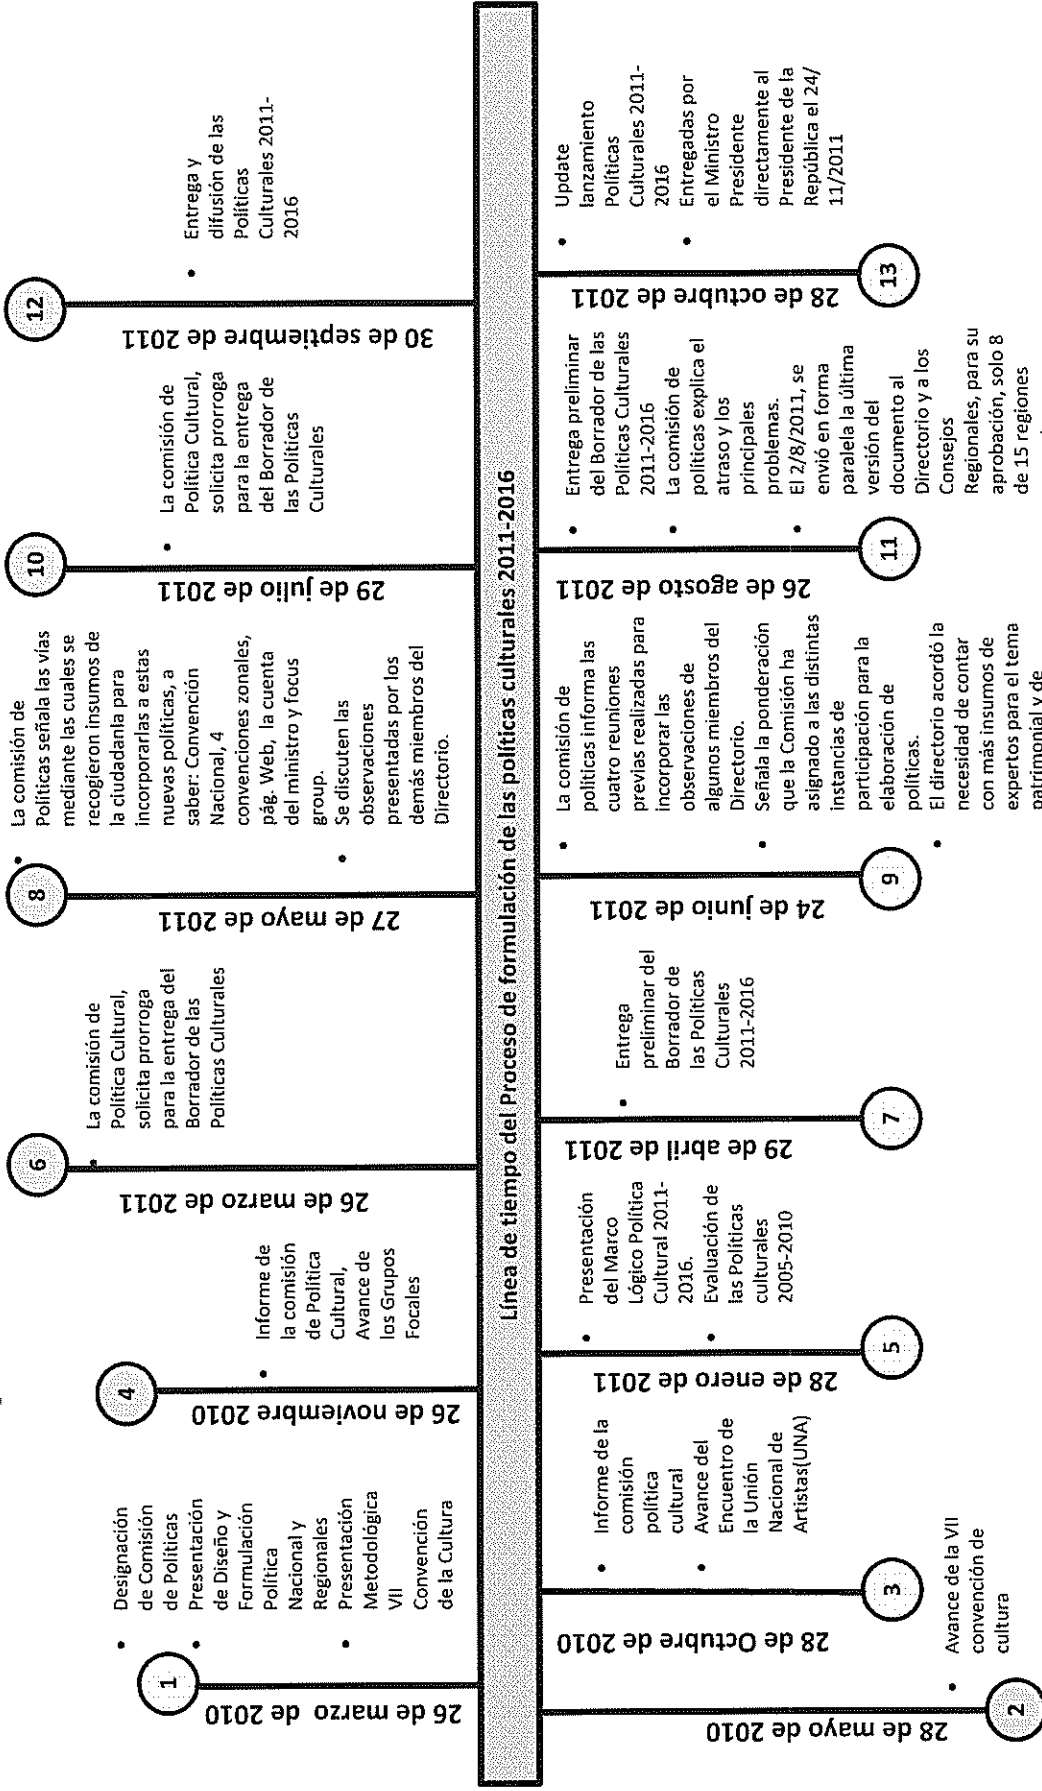 1
26 de marzo de 2010
• Designación
de Comisión
de Políticas
• Presentación
de Diseño y
Formulación
Política
Nacional y
Regionales
• Presentación
Metodológica
VII
Convención
de la Cultura
4
26 de noviembre 2010
• Informe de
la comisión
de Política
Cultural,
Avance de
los Grupos
Focales
6
26 de marzo de 2011
• La comisión de
Política Cultural,
solicita prorroga
para la entrega del
Borrador de las
Políticas Culturales
8
27 de mayo de 2011
• La comisión de
Políticas señala las vías
mediante las cuales se
recogieron insumos de
la ciudadanía para
incorporarlas a estas
nuevas políticas, a
saber: Convención
Nacional, 4
convenciones zonales,
pág. Web, la cuenta
del ministro y focus
group.
• Se discuten las
observaciones
presentadas por los
demás miembros del
Directorio.
10
29 de julio de 2011
• La comisión de
Política Cultural,
solicita prorroga
para la entrega
del Borrador de
las Políticas
Culturales
12
30 de septiembre de 2011
• Entrega y
difusión de las
Políticas
Culturales 2011-
2016
Línea de tiempo del Proceso de formulación de las políticas culturales 2011-2016
2
28 de mayo de 2010
• Avance de la VII
convención de
cultura
3
28 de Octubre de 2010
• Informe de la
comisión
política
cultural
• Avance del
Encuentro de
la Unión
Nacional de
Artistas(UNA)
5
28 de enero de 2011
• Presentación
del Marco
Lógico Política
Cultural 2011-
2016.
• Evaluación de
las Políticas
culturales
2005-2010
7
29 de abril de 2011
• Entrega
preliminar del
Borrador de
las Políticas
Culturales
2011-2016
9
24 de junio de 2011
• La comisión de
políticas informa las
cuatro reuniones
previas realizadas para
incorporar las
observaciones de
algunos miembros del
Directorio.
• Señala la ponderación
que la Comisión ha
asignado a las distintas
instancias de
participación para la
elaboración de
políticas.
• El directorio acordó la
necesidad de contar
con más insumos de
expertos para el tema
patrimonial y de
11
26 de agosto de 2011
• Entrega preliminar
del Borrador de las
Políticas Culturales
2011-2016
• La comisión de
políticas explica el
atraso y los
principales
problemas.
• El 2/8/2011, se
envió en forma
paralela la última
versión del
documento al
Directorio y a los
Consejos
Regionales, para su
aprobación, solo 8
de 15 regiones
13
28 de octubre de 2011
• Update
lanzamiento
Políticas
Culturales 2011-
2016
• Entregadas por
el Ministro
Presidente
directamente al
Presidente de la
República el 24/
11/2011